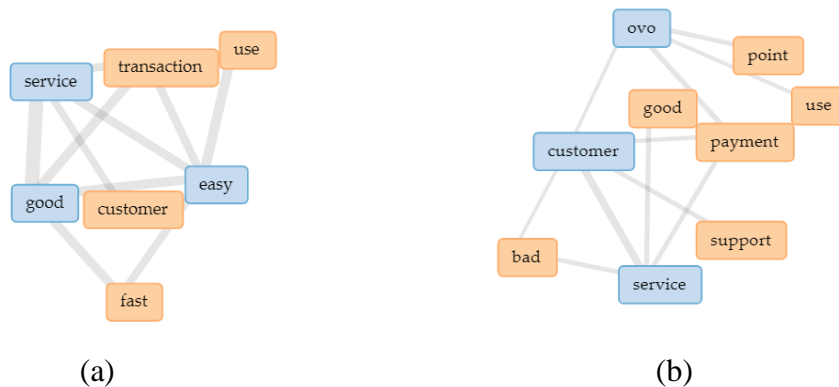 use
transaction
service
easy
good
customer
fast
(a)
ovo
point
use
good
payment
customer
support
bad
service
(b)